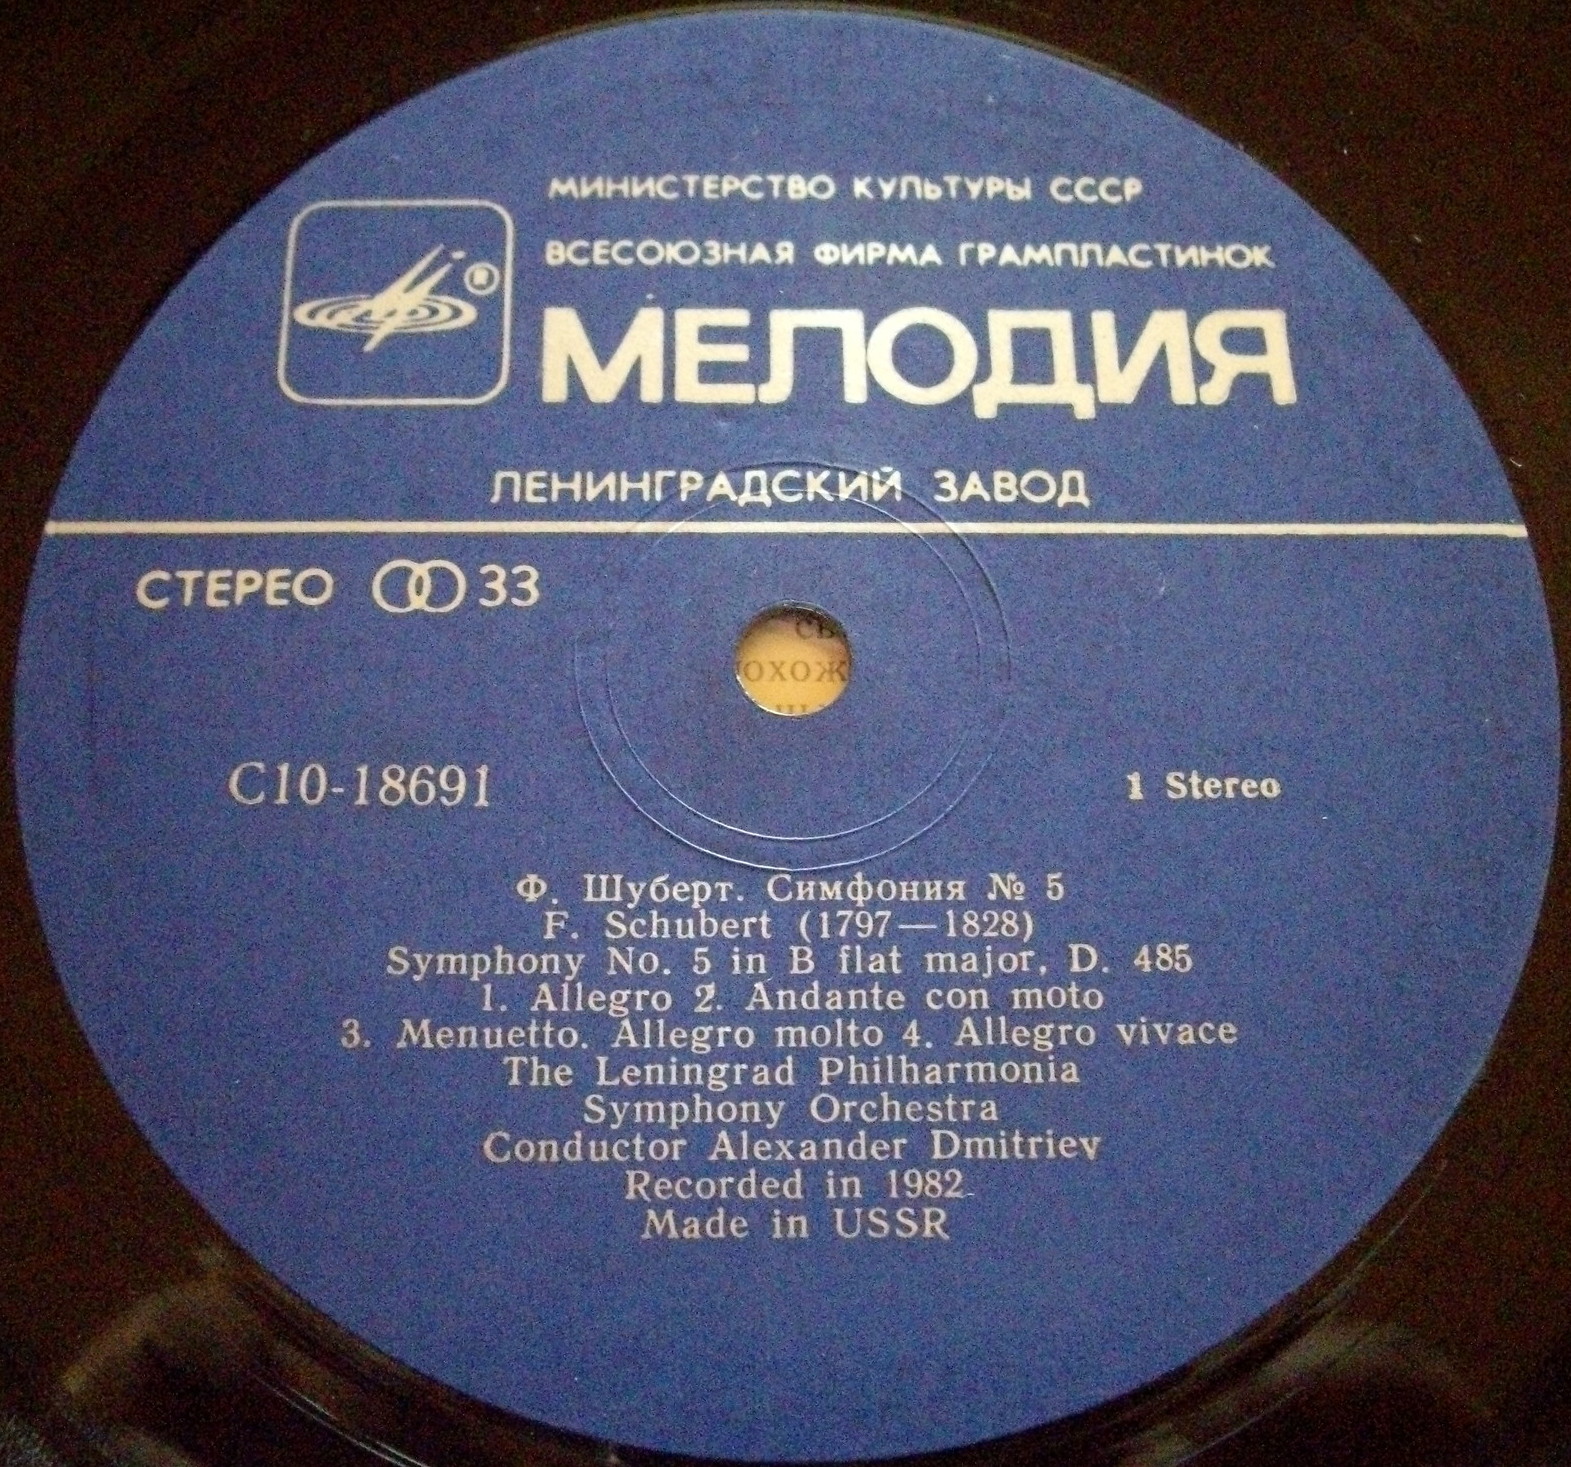 МИНИСТЕРСТВО КУЛЬТУРЫ СССР
ВСЕСОЮЗНАЯ ФИРМА ГРАМПЛАСТИНОК
®
МЕЛОДИЯ
ЛЕНИНГРАДСКИЙ ЗАВОД
СТЕРЕО 33
С10-18691
1 Stereo
Ф. Шуберт. Симфония № 5
F. Schubert (1797—1828)
Symphony No. 5 in B flat major, D. 485
1. Allegro 2. Andante con moto
3. Menuetto. Allegro molto 4. Allegro vivace
The Leningrad Philharmonia
Symphony Orchestra
Conductor Alexander Dmitriev
Recorded in 1982
Made in USSR